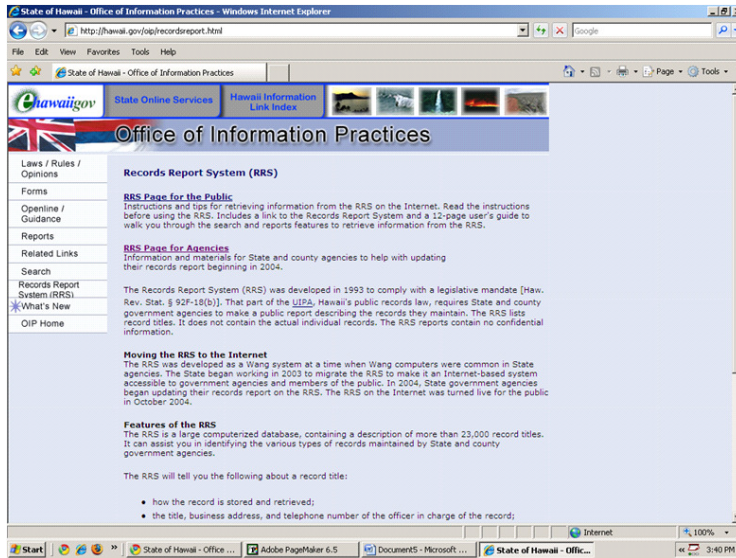 State of Hawaii - Office of Information Practices - Windows Internet Explorer
http://hawaii.gov/oip/recordsreport.html
Google
File Edit View Favorites Tools Help
State of Hawaii - Office of Information Practices
Page
Tools
ehawaiigov
State Online Services
Hawaii Information
Link Index
Office of Information Practices
Laws / Rules /
Opinions
Forms
Openline /
Guidance
Reports
Related Links
Search
Records Report
System (RRS)
What's New
OIP Home
Records Report System (RRS)
RRS Page for the Public
Instructions and tips for retrieving information from the RRS on the Internet. Read the instructions
before using the RRS. Includes a link to the Records Report System and a 12-page user's guide to
walk you through the search and reports features to retrieve information from the RRS.
RRS Page for Agencies
Information and materials for State and county agencies to help with updating
their records report beginning in 2004.
The Records Report System (RRS) was developed in 1993 to comply with a legislative mandate [Haw.
Rev. Stat. § 92F-18(b)]. That part of the UIPA, Hawaii's public records law, requires State and county
government agencies to make a public report describing the records they maintain. The RRS lists
record titles. It does not contain the actual individual records. The RRS reports contain no confidential
information.
Moving the RRS to the Internet
The RRS was developed as a Wang system at a time when Wang computers were common in State
agencies. The State began working in 2003 to migrate the RRS to make it an Internet-based system
accessible to government agencies and members of the public. In 2004, State government agencies
began updating their records report on the RRS. The RRS on the Internet was turned live for the public
in October 2004.
Features of the RRS
The RRS is a large computerized database, containing a description of more than 23,000 record titles.
It can assist you in identifying the various types of records maintained by State and county
government agencies.
The RRS will tell you the following about a record title:
• how the record is stored and retrieved;
• the title, business address, and telephone number of the officer in charge of the record;
Internet
100%
Start
State of Hawaii - Office ...
Adobe PageMaker 6.5
Document5 - Microsoft ...
State of Hawaii - Offic...
3:40 PM